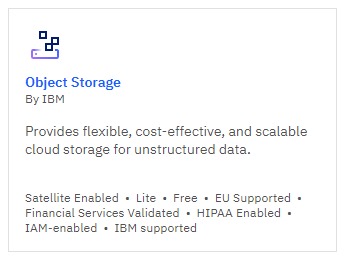 Object Storage
By IBM
Provides flexible, cost-effective, and scalable
cloud storage for unstructured data.
Satellite Enabled • Lite • Free • EU Supported •
Financial Services Validated • HIPAA Enabled •
IAM-enabled • IBM supported